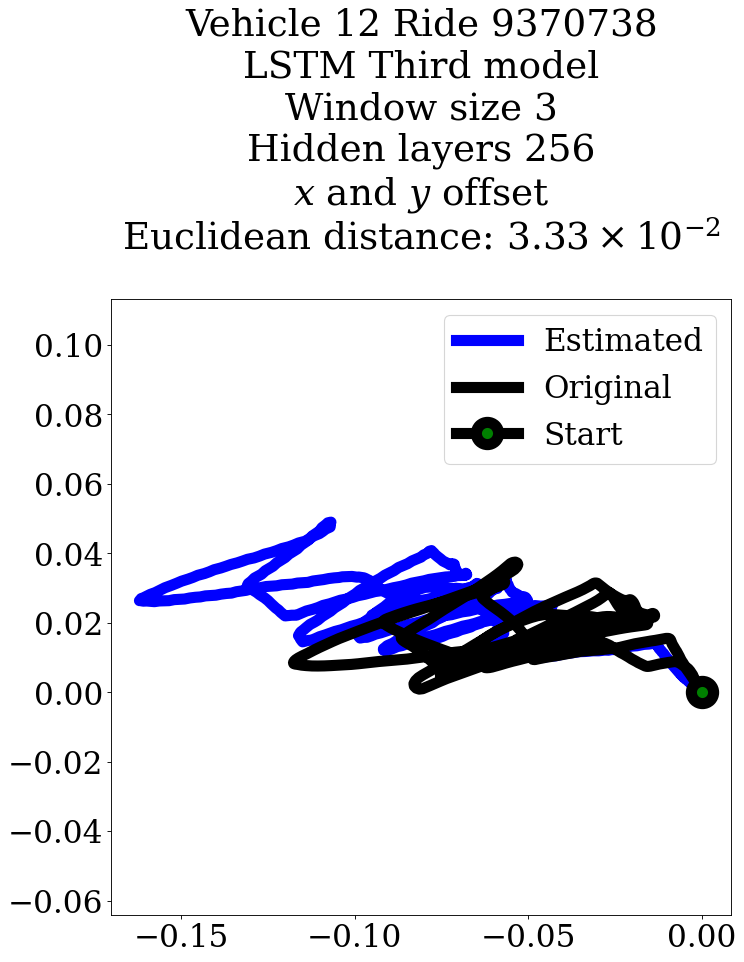 Vehicle 12 Ride 9370738
LSTM Third model
Window size 3
Hidden layers 256
x and y offset
Euclidean distance: 3.33 × 10⁻²
Estimated
Original
Start
0.10
0.08
0.06
0.04
0.02
0.00
−0.02
−0.04
−0.06
−0.15 −0.10 −0.05 0.00